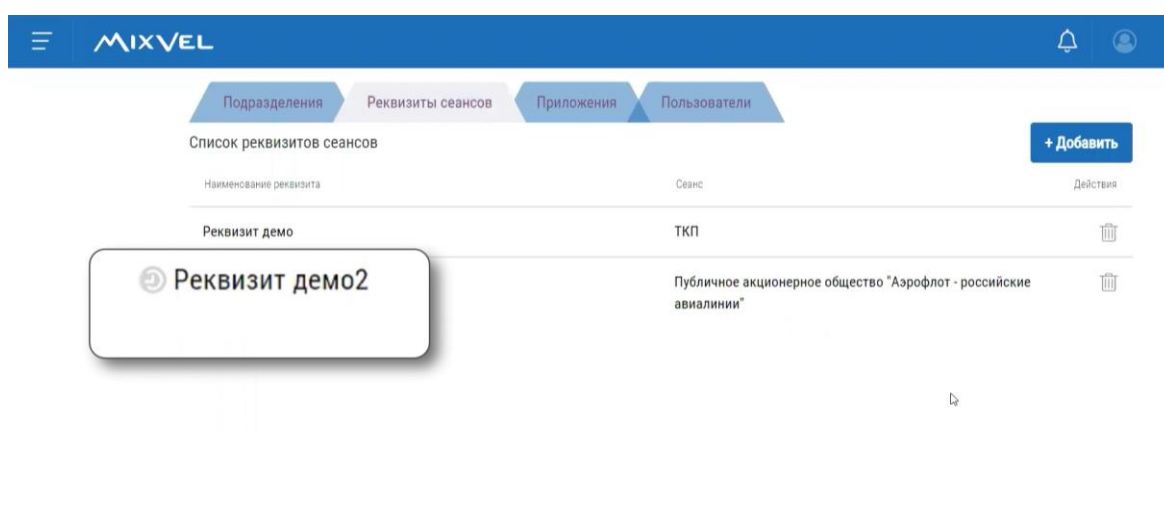 MIXVEL
Подразделения Реквизиты сеансов Приложения Пользователи
Список реквизитов сеансов + Добавить
Наименование реквизита Сеанс Действия
Реквизит демо ТКП
Реквизит демо2 Публичное акционерное общество "Аэрофлот - российские
авиалинии"